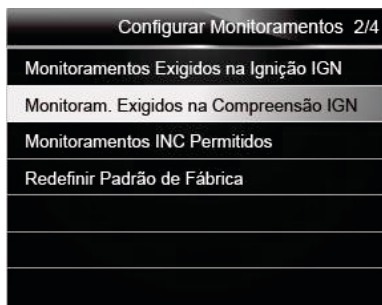 Configurar Monitoramentos 2/4
Monitoramentos Exigidos na Ignição IGN
Monitoram. Exigidos na Compreensão IGN
Monitoramentos INC Permitidos
Redefinir Padrão de Fábrica